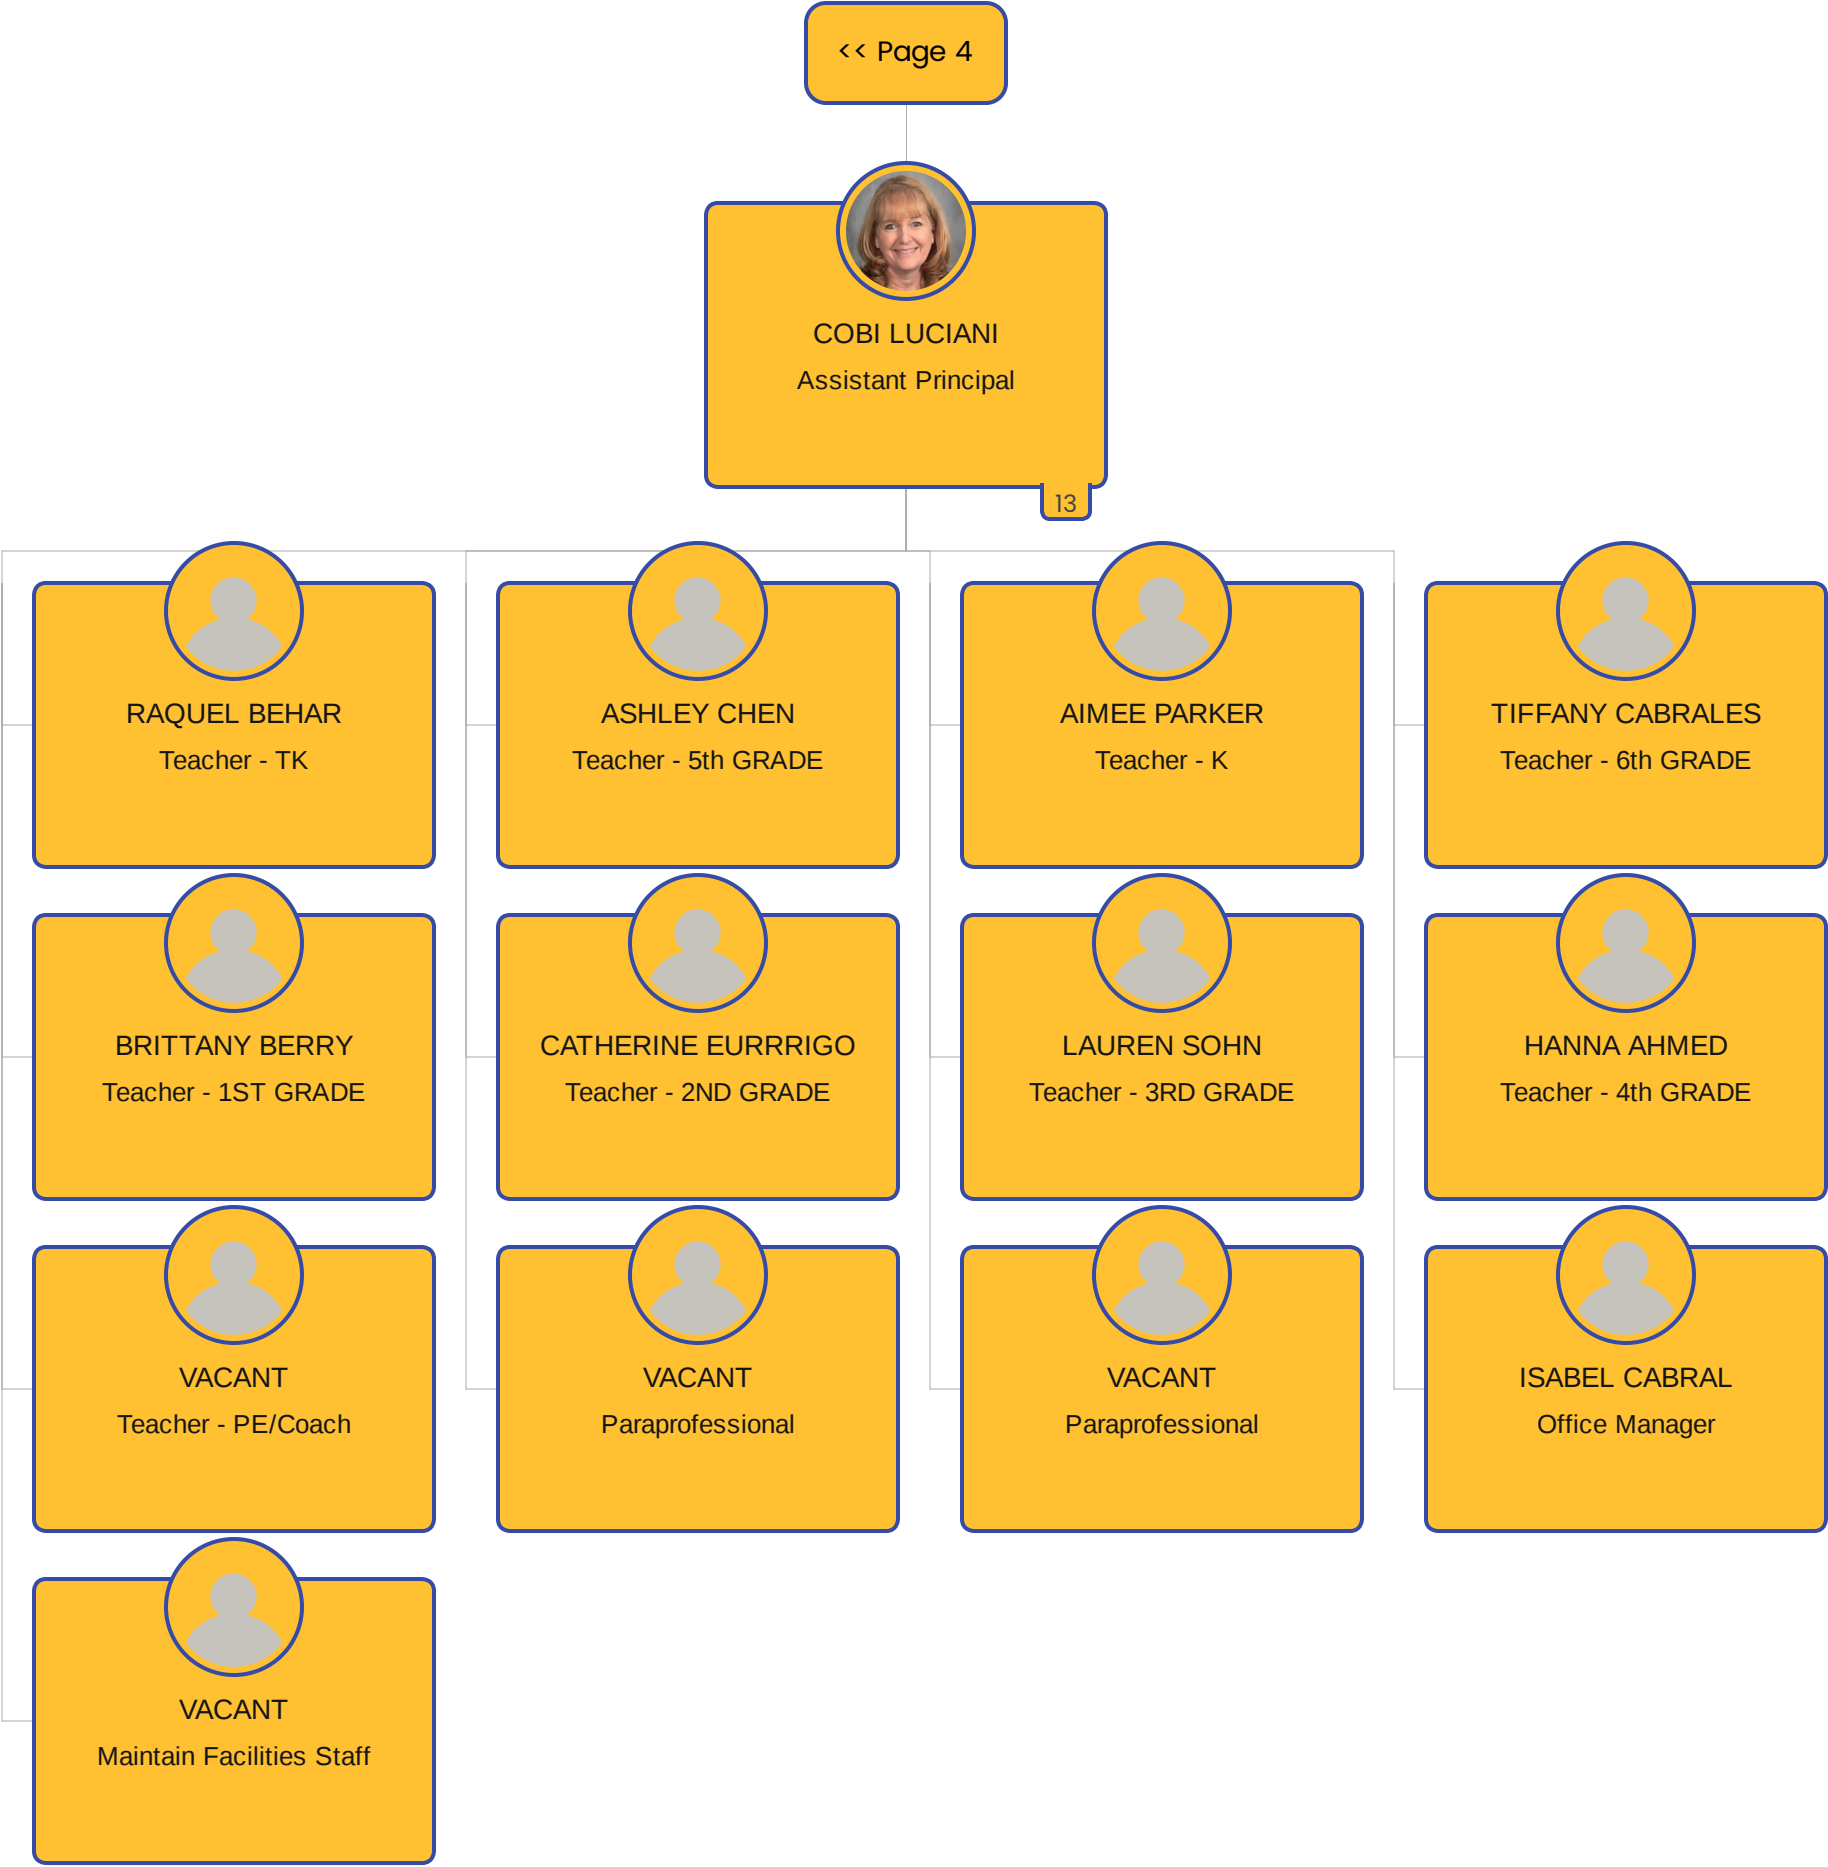 << Page 4
COBI LUCIANI
Assistant Principal
13
RAQUEL BEHAR
Teacher - TK
ASHLEY CHEN
Teacher - 5th GRADE
AIMEE PARKER
Teacher - K
TIFFANY CABRALES
Teacher - 6th GRADE
BRITTANY BERRY
Teacher - 1ST GRADE
CATHERINE EURRRIGO
Teacher - 2ND GRADE
LAUREN SOHN
Teacher - 3RD GRADE
HANNA AHMED
Teacher - 4th GRADE
VACANT
Teacher - PE/Coach
VACANT
Paraprofessional
VACANT
Paraprofessional
ISABEL CABRAL
Office Manager
VACANT
Maintain Facilities Staff